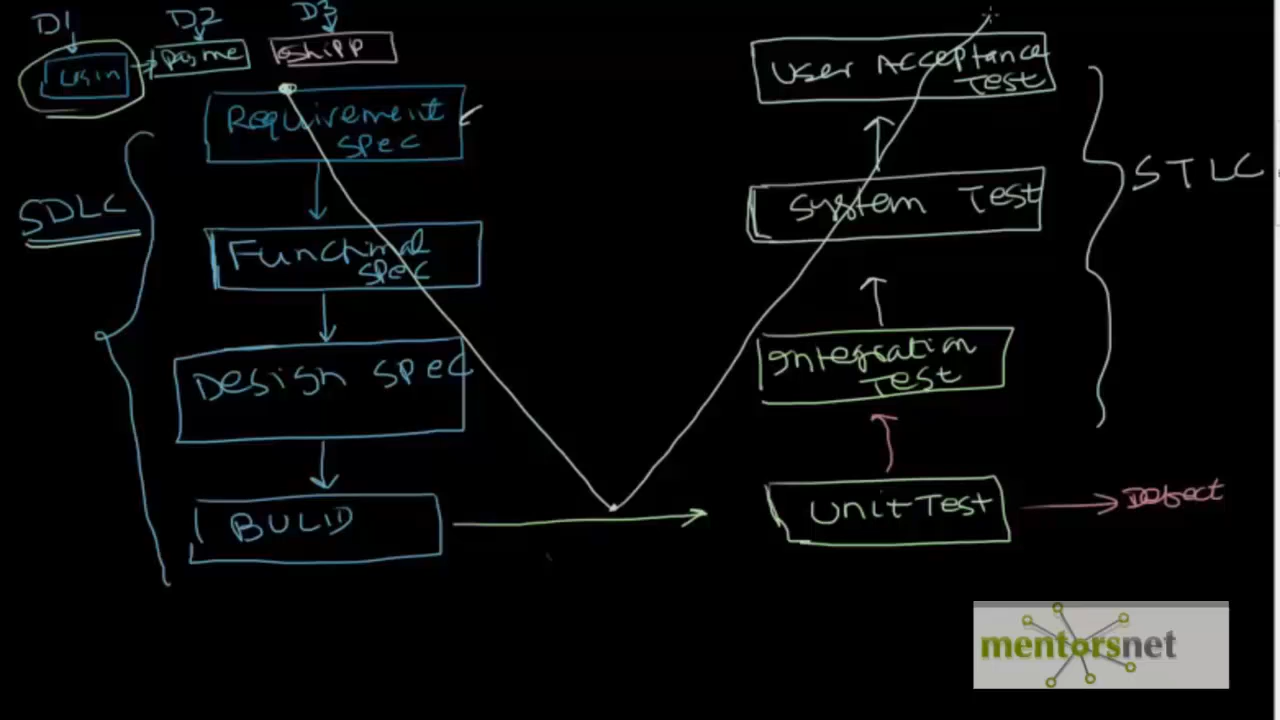 D1
D2
D3
Login
payme
shipp
Requirement
spec
SDLC
Functional
spec
Design spec
BULID
User Acceptance
Test
System Test
STLC
Integration
Test
Unit Test
Defect
mentorsnet